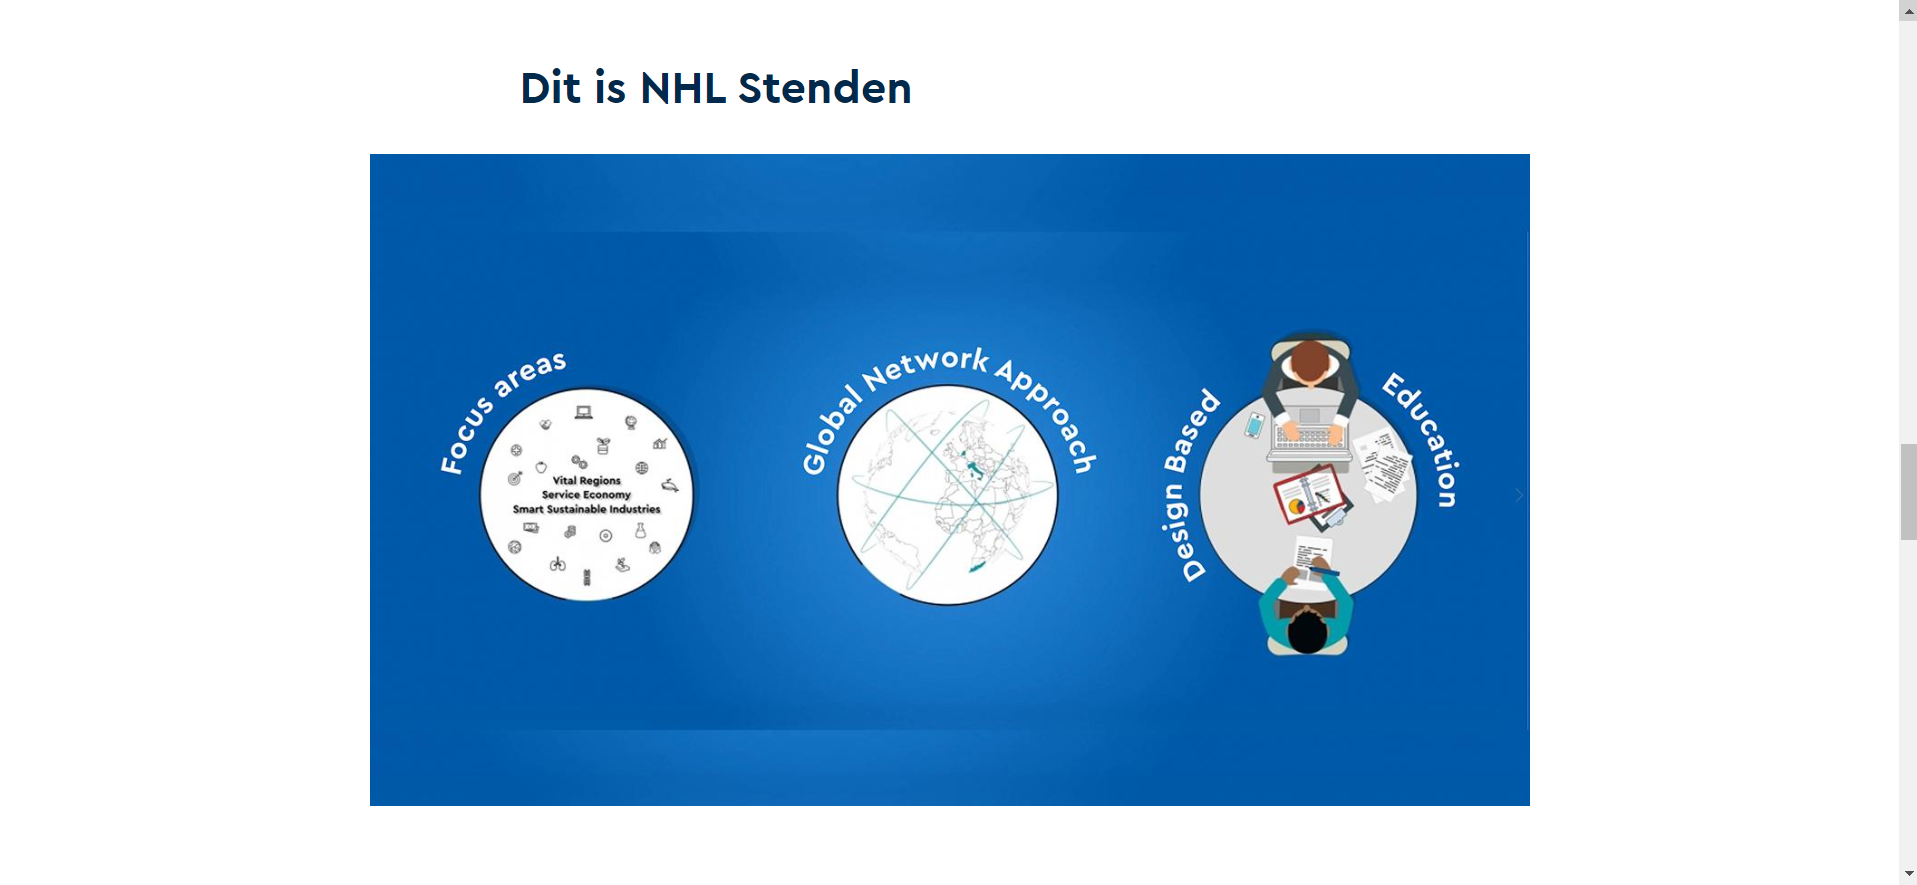 Dit is NHL Stenden
Focus areas
Vital Regions
Service Economy
Smart Sustainable Industries
Global Network Approach
Design Based Education